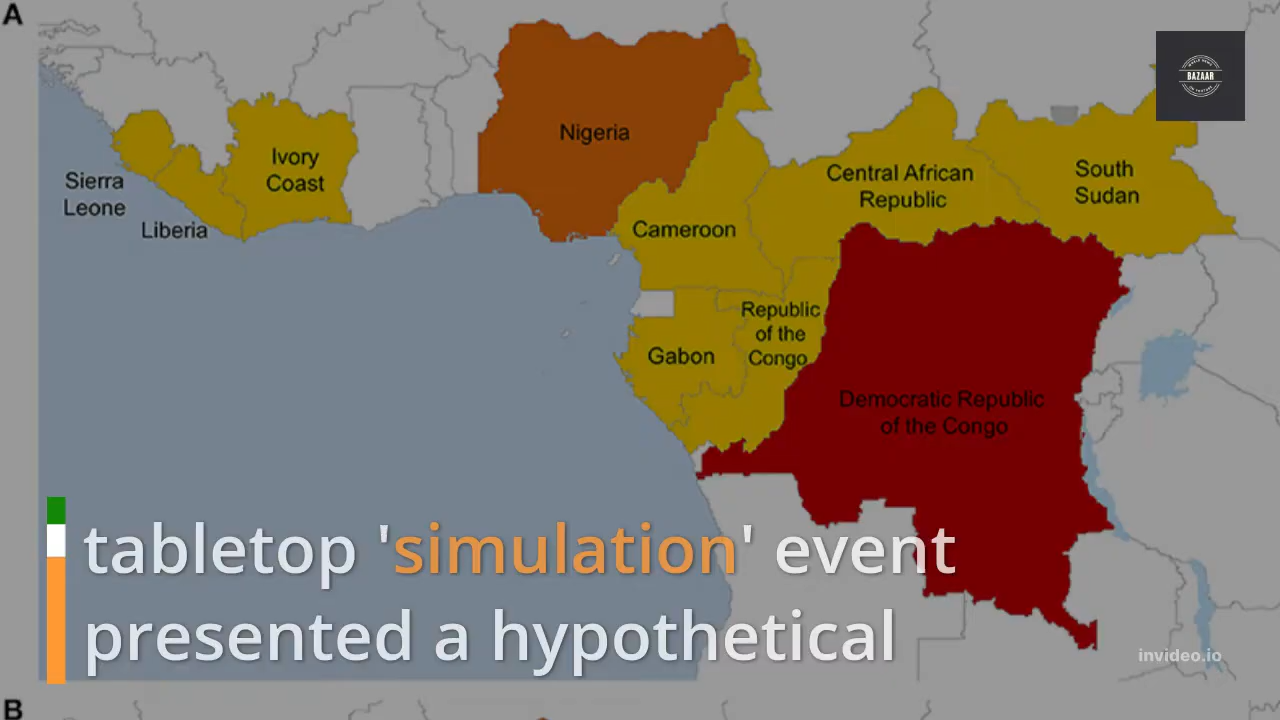 A
BAZAAR
Nigeria
Ivory
Coast
Sierra
Leone
Liberia
Cameroon
Central African
Republic
South
Sudan
Republic
of the
Congo
Gabon
Democratic Republic
of the Congo
tabletop 'simulation' event
presented a hypothetical
invideo.io
B